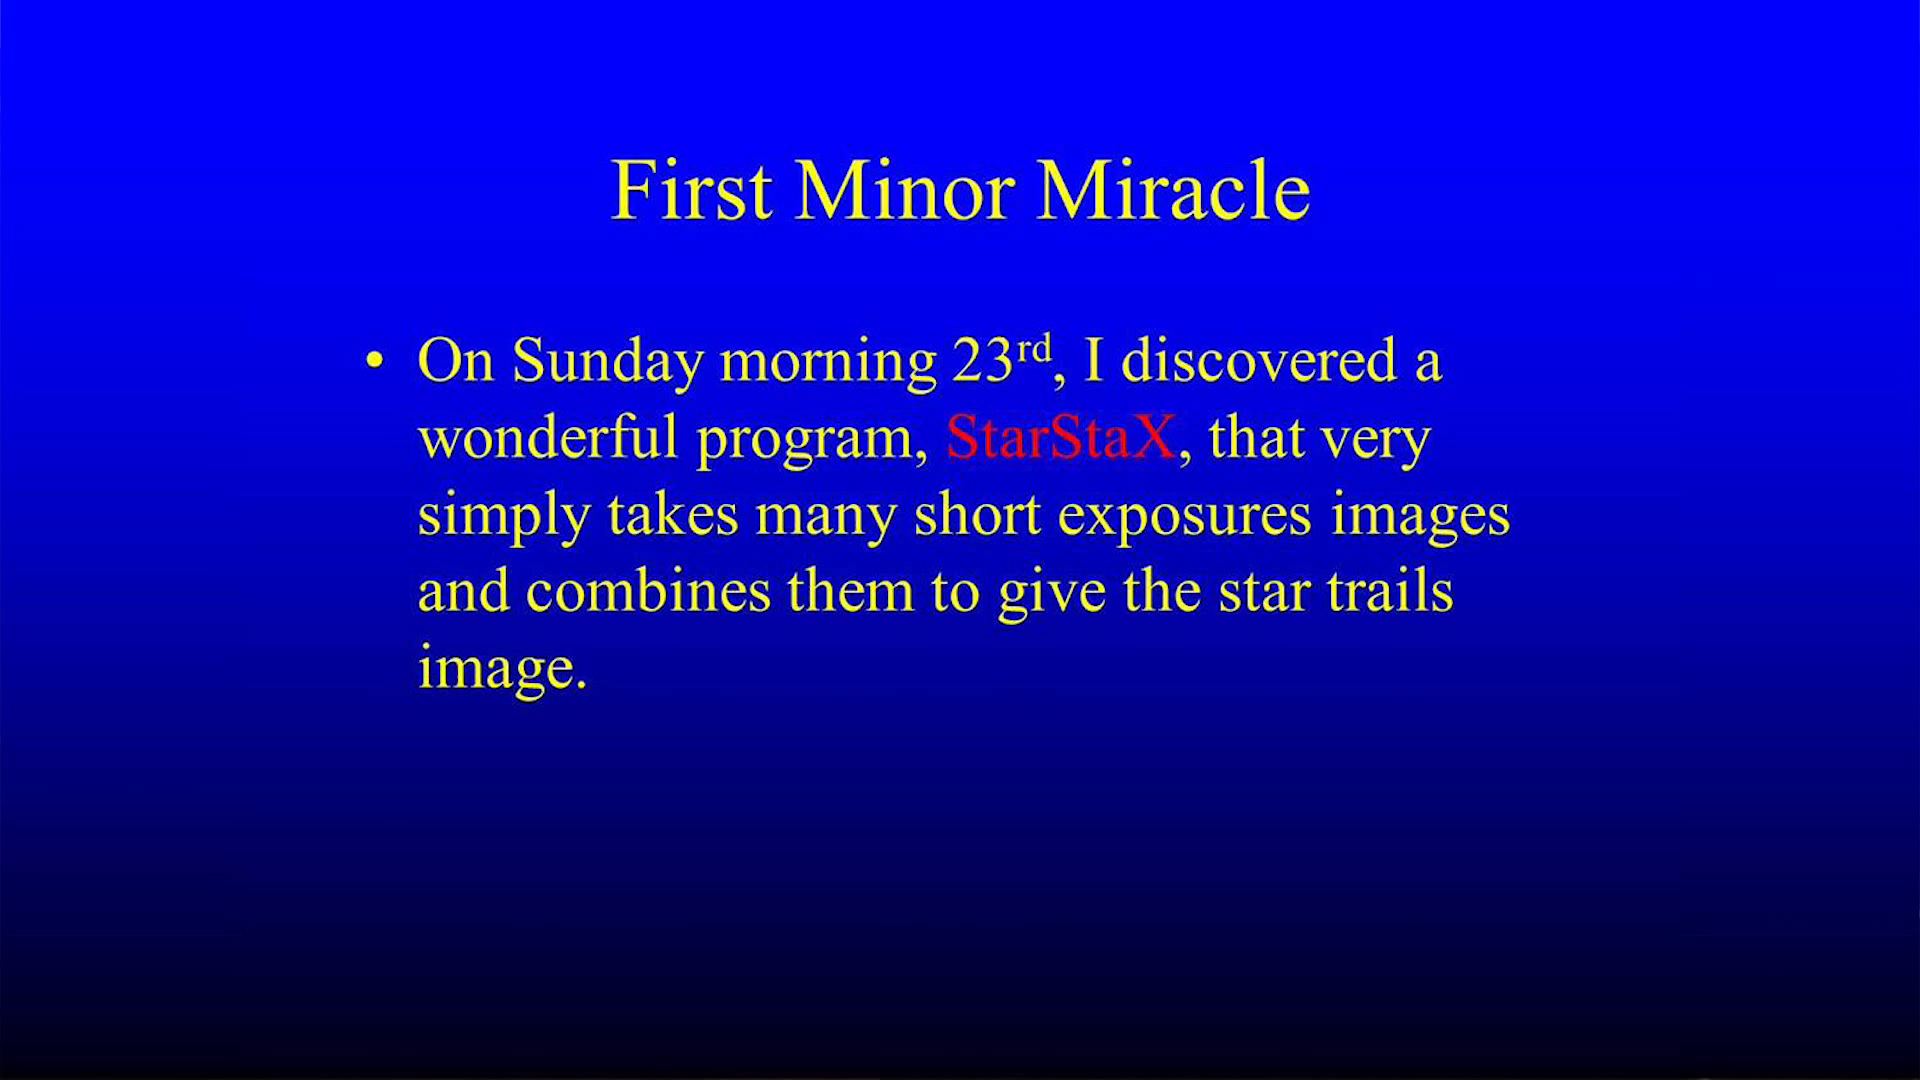 First Minor Miracle
• On Sunday morning 23rd, I discovered a
wonderful program, StarStaX, that very
simply takes many short exposures images
and combines them to give the star trails
image.